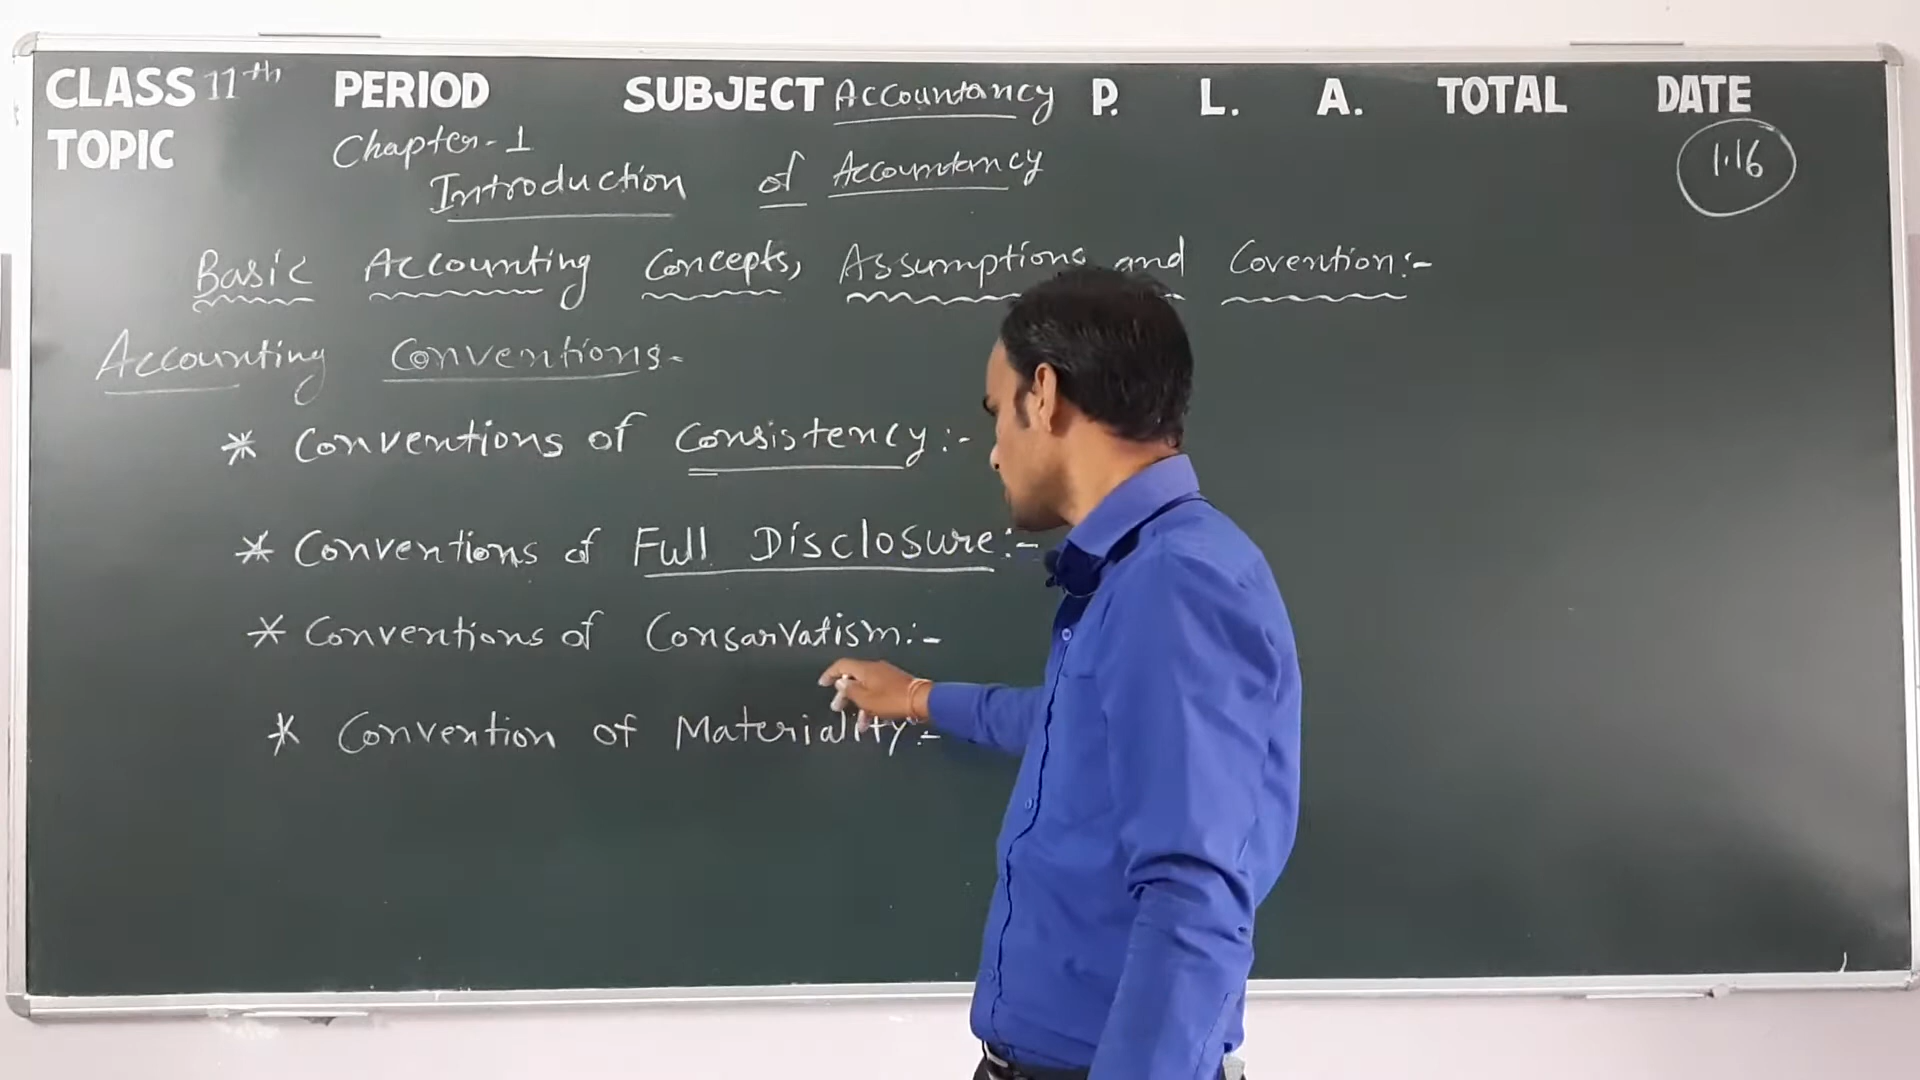 CLASS 11th PERIOD SUBJECT Accountancy P. L. A. TOTAL DATE
TOPIC Chapter-1
Introduction of Accountancy
1.16
Basic Accounting Concepts, Assumptions and Covention:-
Accounting Conventions-
* Conventions of Consistency:-
* Conventions of Full Disclosure:-
* Conventions of Consarvatism:-
* Convention of Materiality:-